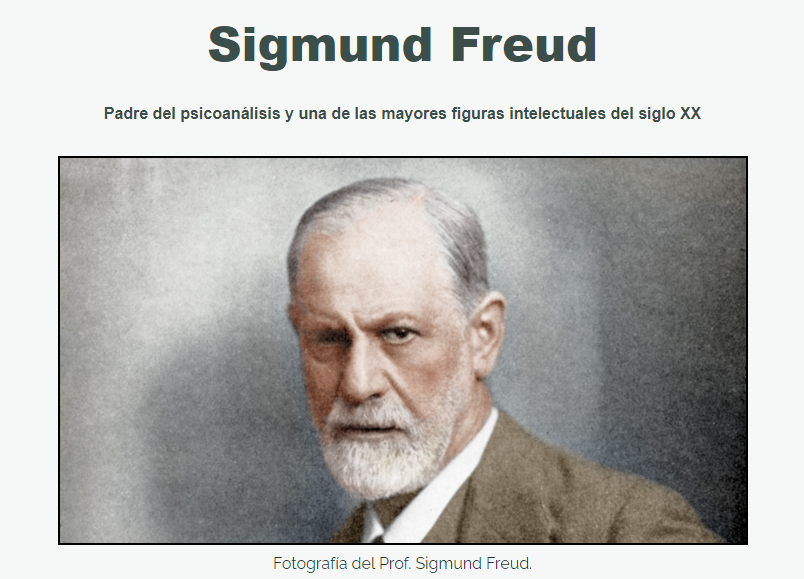 Sigmund Freud
Padre del psicoanálisis y una de las mayores figuras intelectuales del siglo XX
Fotografía del Prof. Sigmund Freud.